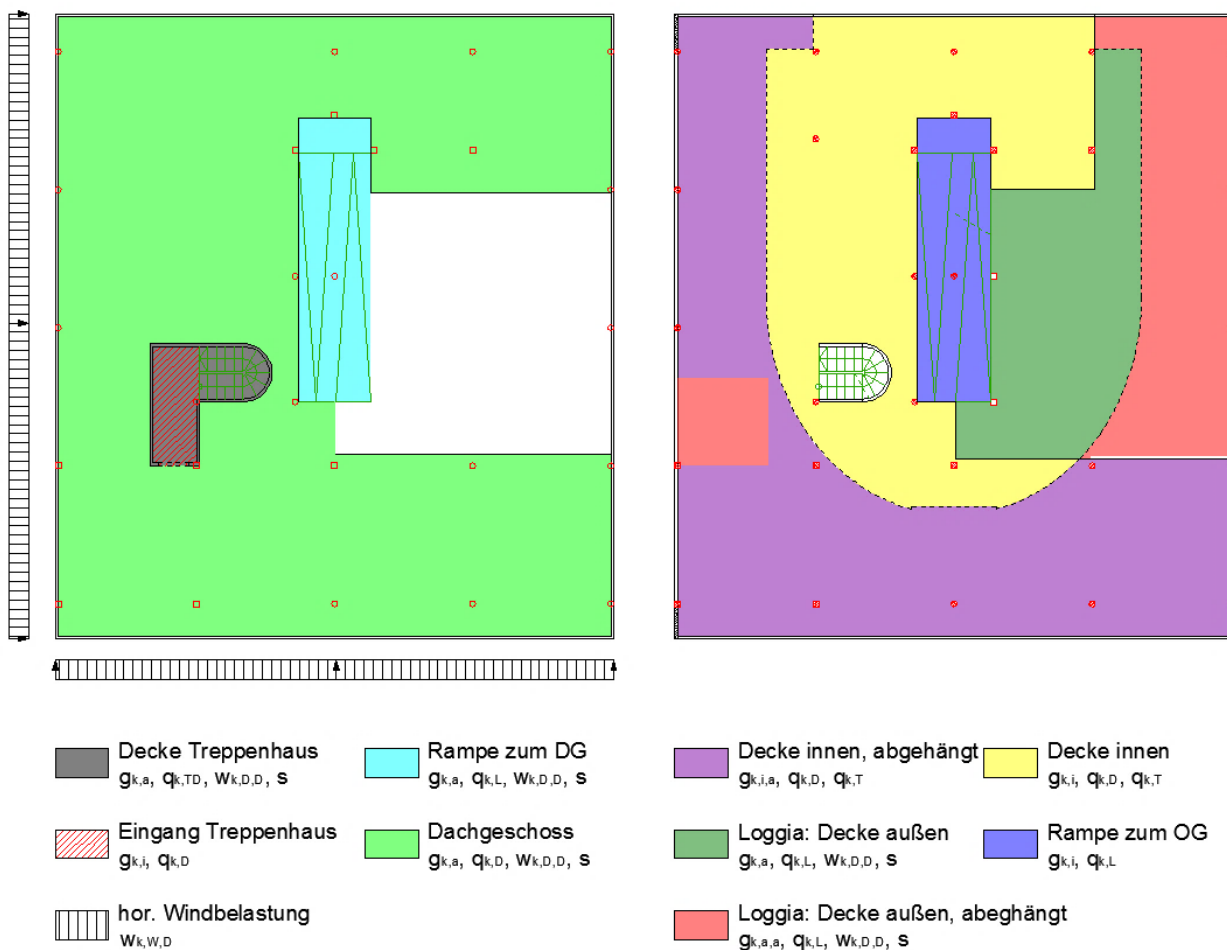 Decke Treppenhaus
gk,a, qk,TD, wk,D,D, s
Rampe zum DG
gk,a, qk,L, wk,D,D, s
Decke innen, abgehängt
gk,i,a, qk,D, qk,T
Decke innen
gk,i, qk,D, qk,T
Eingang Treppenhaus
gk,i, qk,D
Dachgeschoss
gk,a, qk,D, wk,D,D, s
Loggia: Decke außen
gk,a, qk,L, wk,D,D, s
Rampe zum OG
gk,i, qk,L
hor. Windbelastung
wk,W,D
Loggia: Decke außen, abeghängt
gk,a,a, qk,L, wk,D,D, s